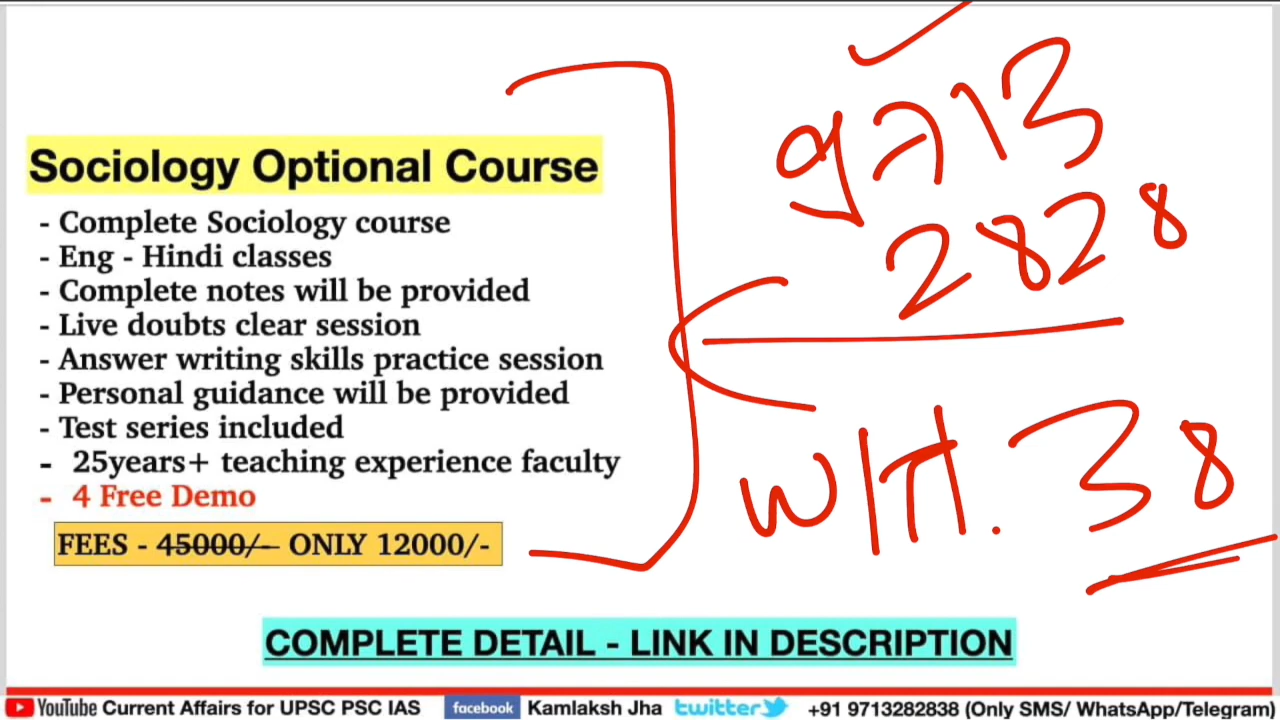 Sociology Optional Course
- Complete Sociology course
- Eng - Hindi classes
- Complete notes will be provided
- Live doubts clear session
- Answer writing skills practice session
- Personal guidance will be provided
- Test series included
- 25years+ teaching experience faculty
- 4 Free Demo
FEES - 45000/- ONLY 12000/-
9713
2828
38
COMPLETE DETAIL - LINK IN DESCRIPTION
YouTube Current Affairs for UPSC PSC IAS facebook Kamlaksh Jha twitter +91 9713282838 (Only SMS/ WhatsApp/Telegram)